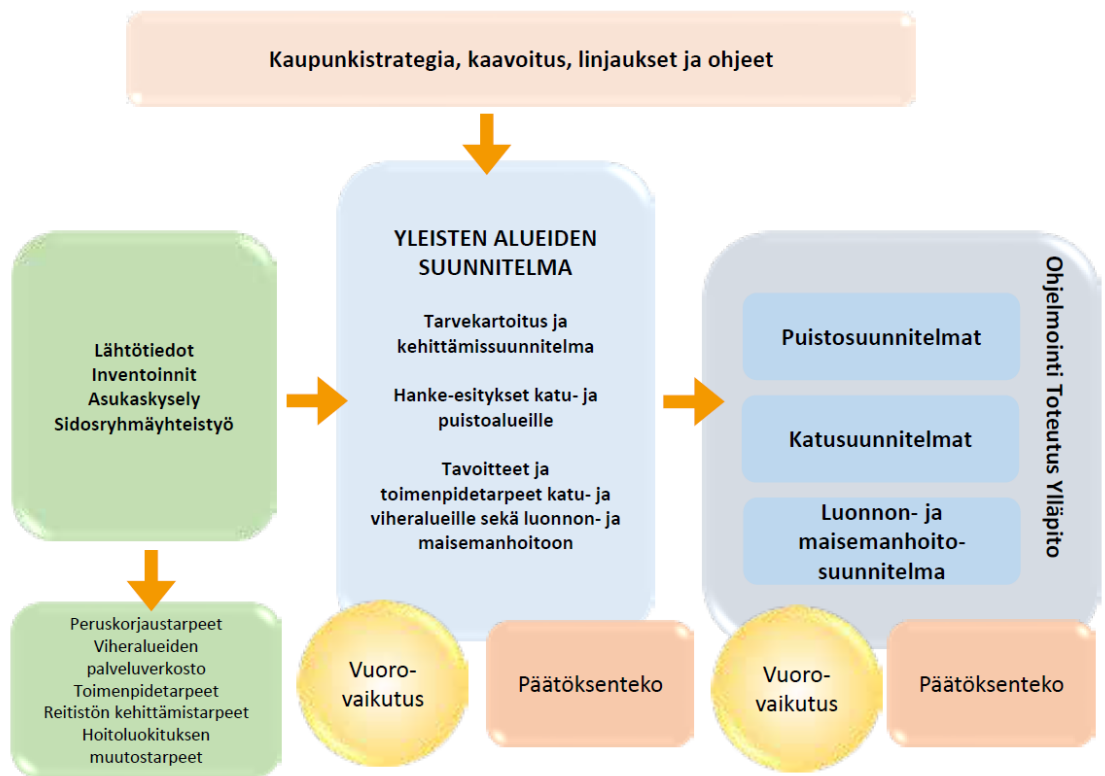 Kaupunkistrategia, kaavoitus, linjaukset ja ohjeet
Lähtötiedot
Inventoinnit
Asukaskysely
Sidosryhmäyhteistyö
Peruskorjaustarpeet
Viheralueiden
palveluverkosto
Toimenpidetarpeet
Reitistön kehittämistarpeet
Hoitoluokituksen
muutostarpeet
YLEISTEN ALUEIDEN
SUUNNITELMA
Tarvekartoitus ja
kehittämissuunnitelma
Hanke-esitykset katu- ja
puistoalueille
Tavoitteet ja
toimenpidetarpeet katu- ja
viheralueille sekä luonnon- ja
maisemanhoitoon
Vuoro-
vaikutus
Päätöksenteko
Puistosuunnitelmat
Katusuunnitelmat
Luonnon- ja
maisemanhoito-
suunnitelma
Ohjelmointi Toteutus Ylläpito
Vuoro-
vaikutus
Päätöksenteko